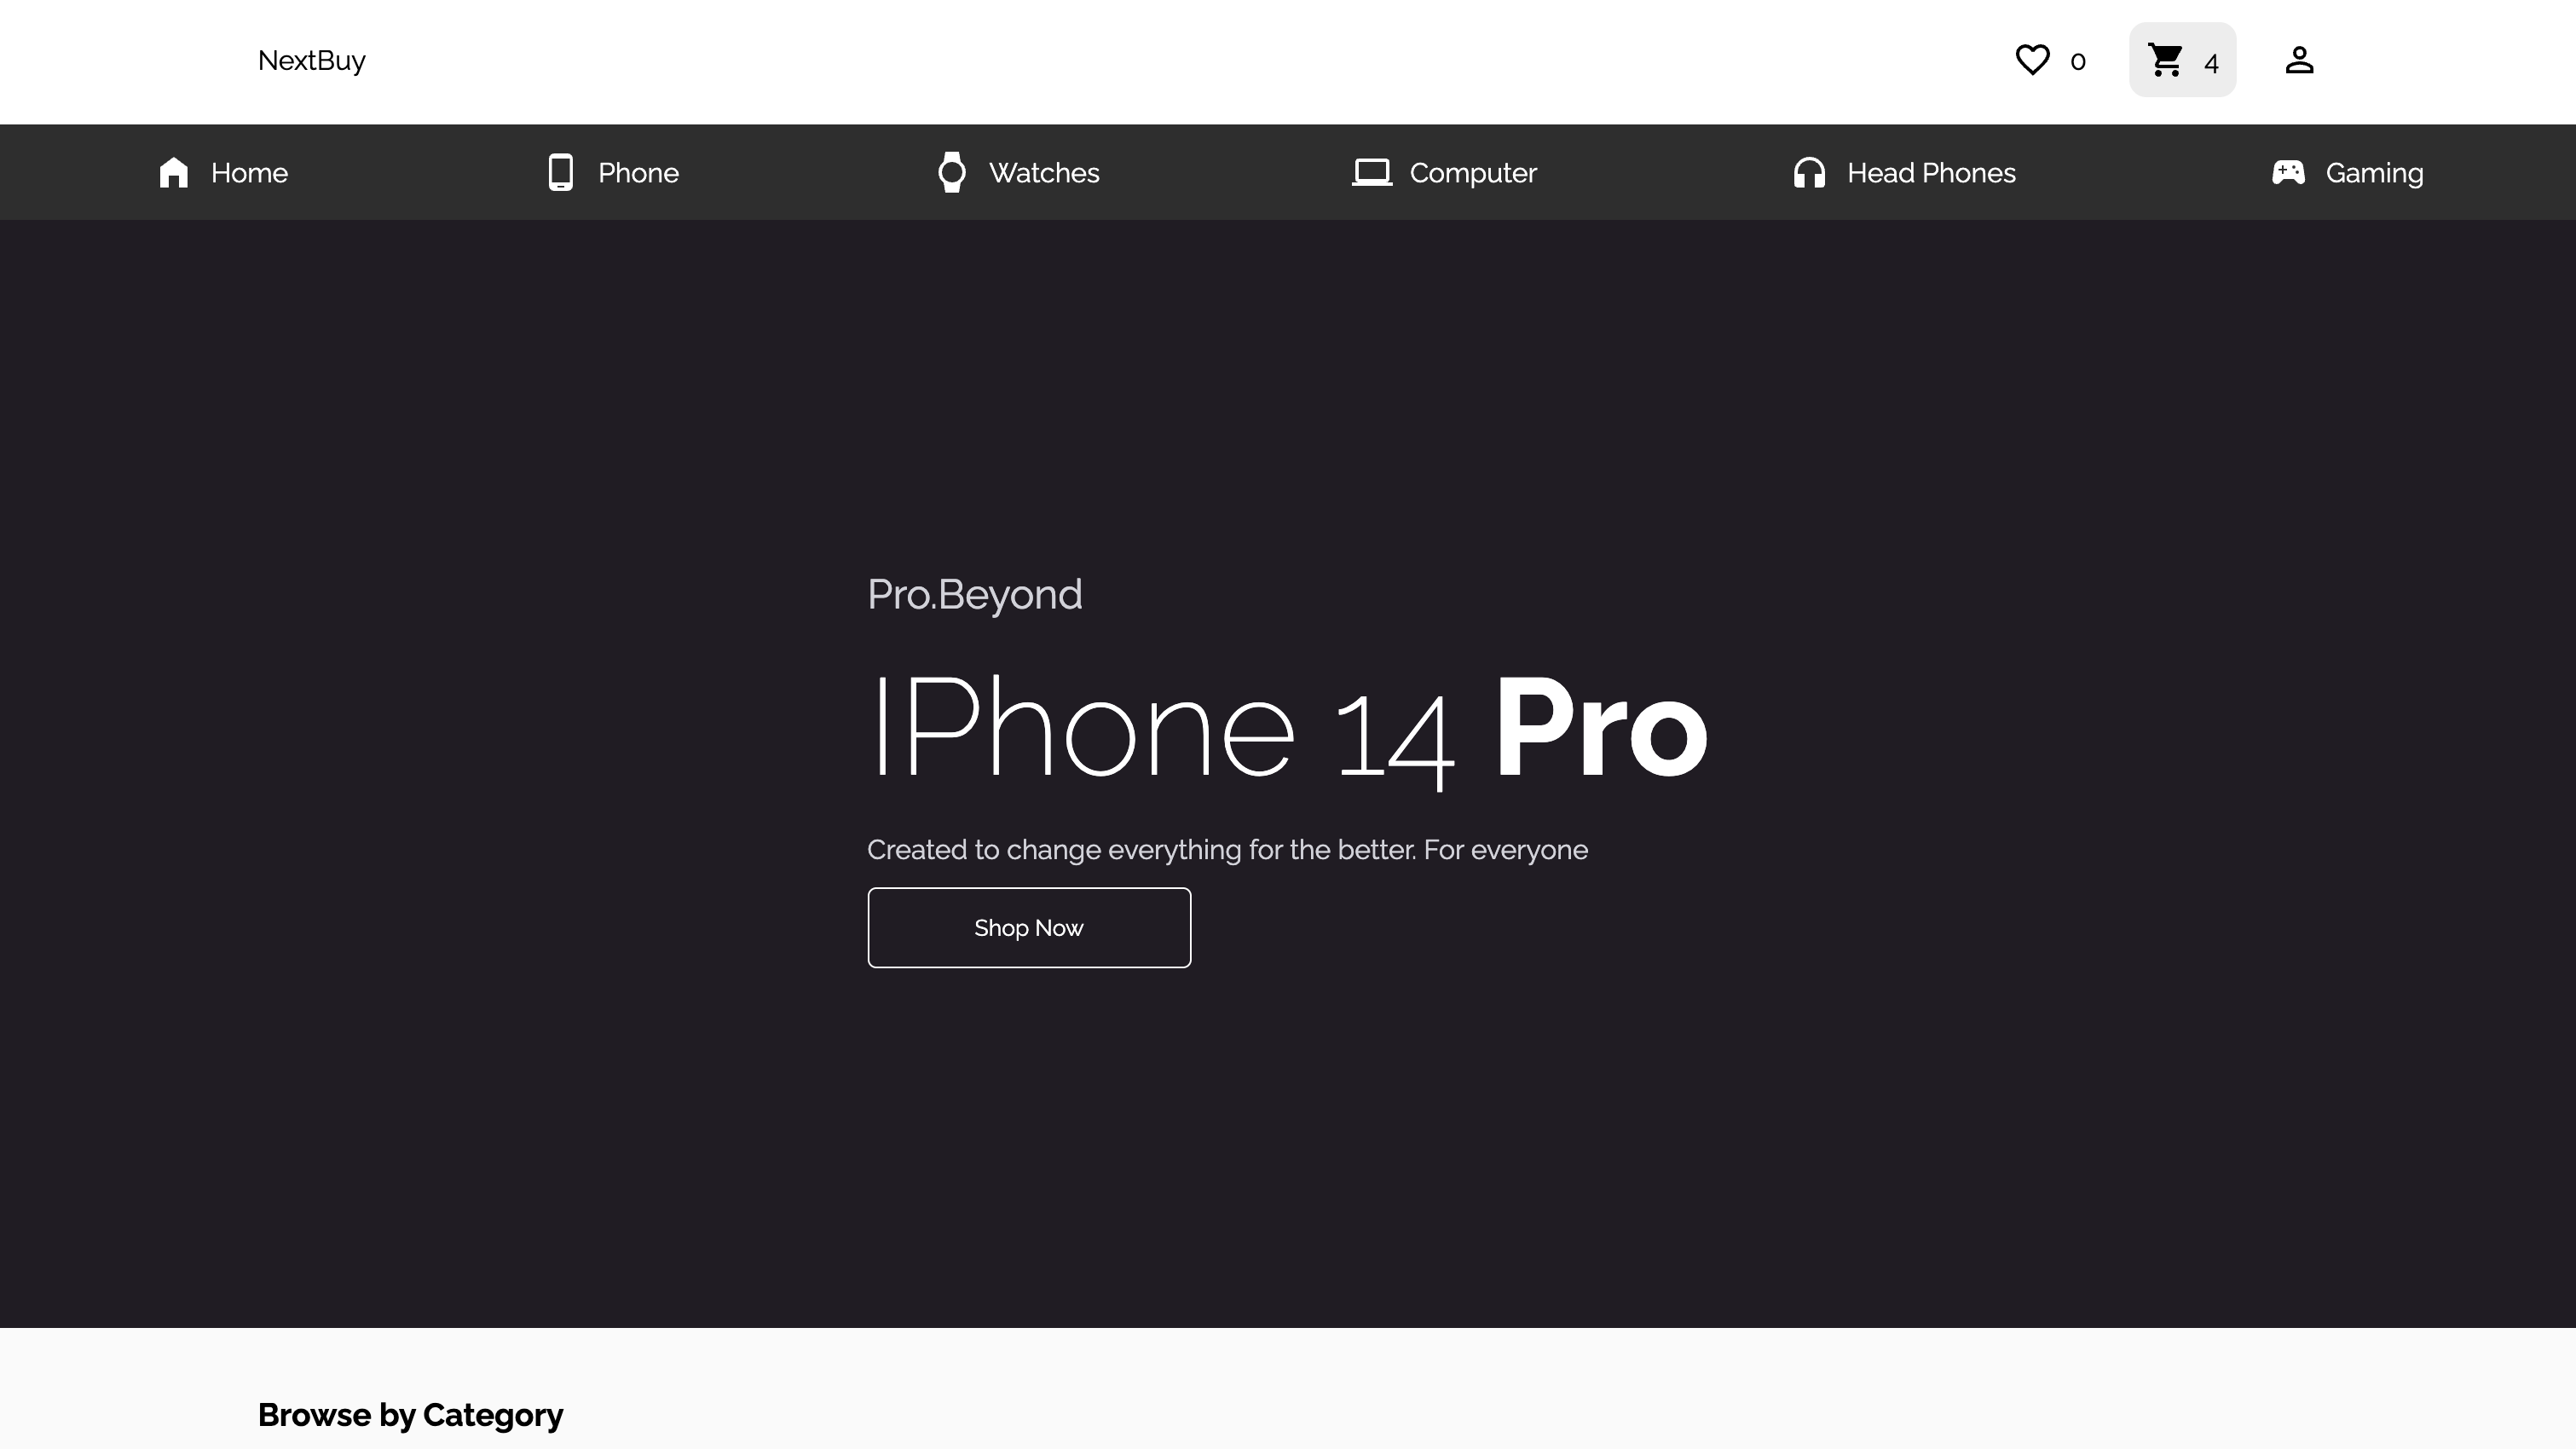 NextBuy 0 4
Home Phone Watches Computer Head Phones Gaming
Pro.Beyond
IPhone 14 Pro
Created to change everything for the better. For everyone
Shop Now
Browse by Category